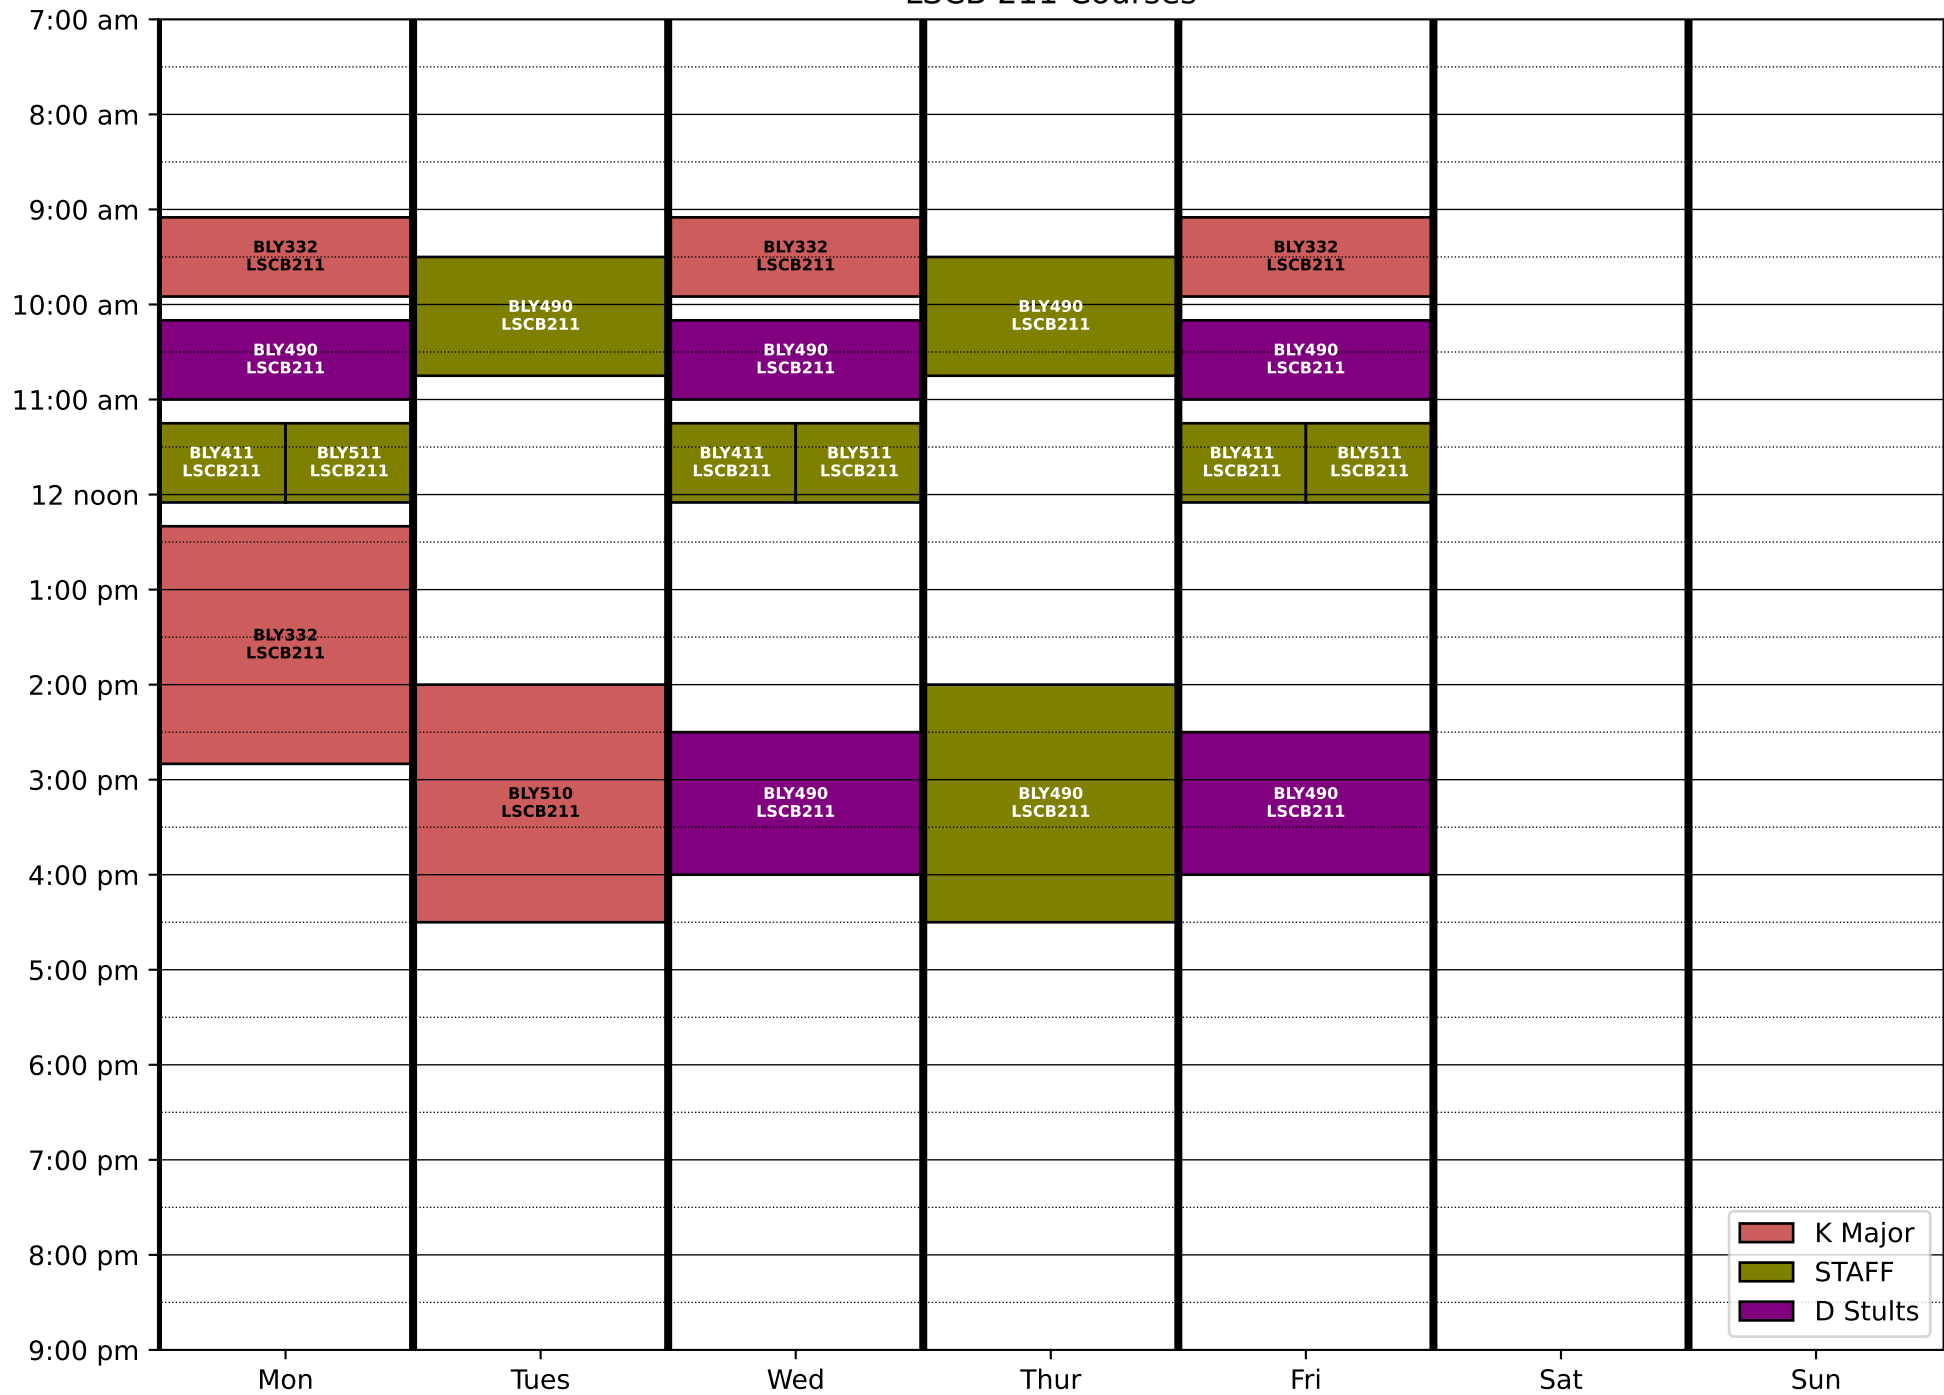 LSCB 211 Courses
7:00 am
8:00 am
9:00 am
BLY332
LSCB211
BLY332
LSCB211
BLY332
LSCB211
10:00 am
BLY490
LSCB211
BLY490
LSCB211
BLY490
LSCB211
BLY490
LSCB211
BLY490
LSCB211
11:00 am
BLY411
LSCB211
BLY511
LSCB211
BLY411
LSCB211
BLY511
LSCB211
BLY411
LSCB211
BLY511
LSCB211
12 noon
1:00 pm
BLY332
LSCB211
2:00 pm
3:00 pm
BLY510
LSCB211
BLY490
LSCB211
BLY490
LSCB211
BLY490
LSCB211
4:00 pm
5:00 pm
6:00 pm
7:00 pm
8:00 pm
9:00 pm
K Major
STAFF
D Stults
Mon
Tues
Wed
Thur
Fri
Sat
Sun